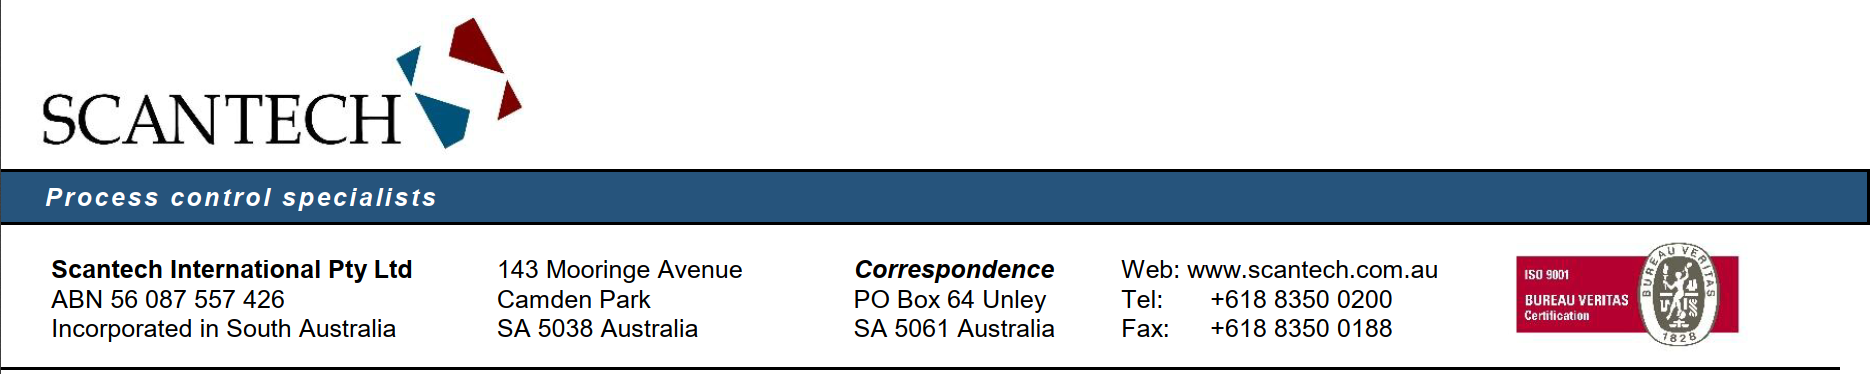 SCANTECH
Process control specialists
Scantech International Pty Ltd
ABN 56 087 557 426
Incorporated in South Australia
143 Mooringe Avenue
Camden Park
SA 5038 Australia
Correspondence
PO Box 64 Unley
SA 5061 Australia
Web: www.scantech.com.au
Tel: +618 8350 0200
Fax: +618 8350 0188
ISO 9001
BUREAU VERITAS
Certification
BUREAU VERITAS
1828